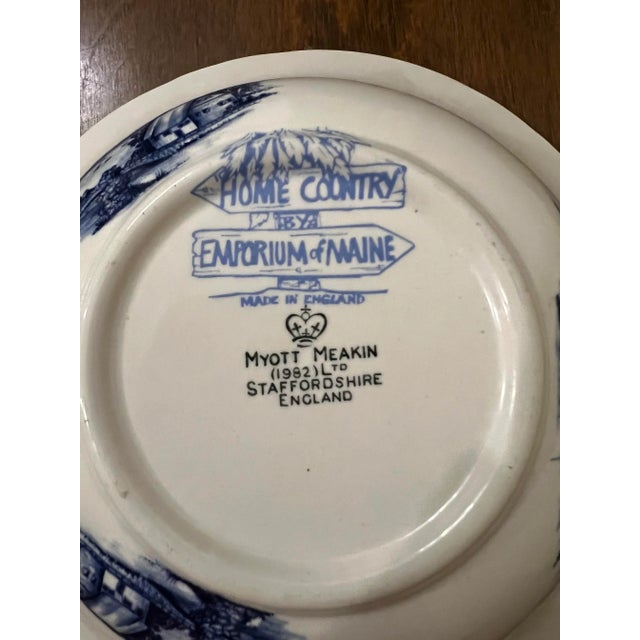 HOME COUNTRY
BY
EMPORIUM of MAINE
MADE IN ENGLAND
MYOTT MEAKIN
(1982) LTD
STAFFORDSHIRE
ENGLAND